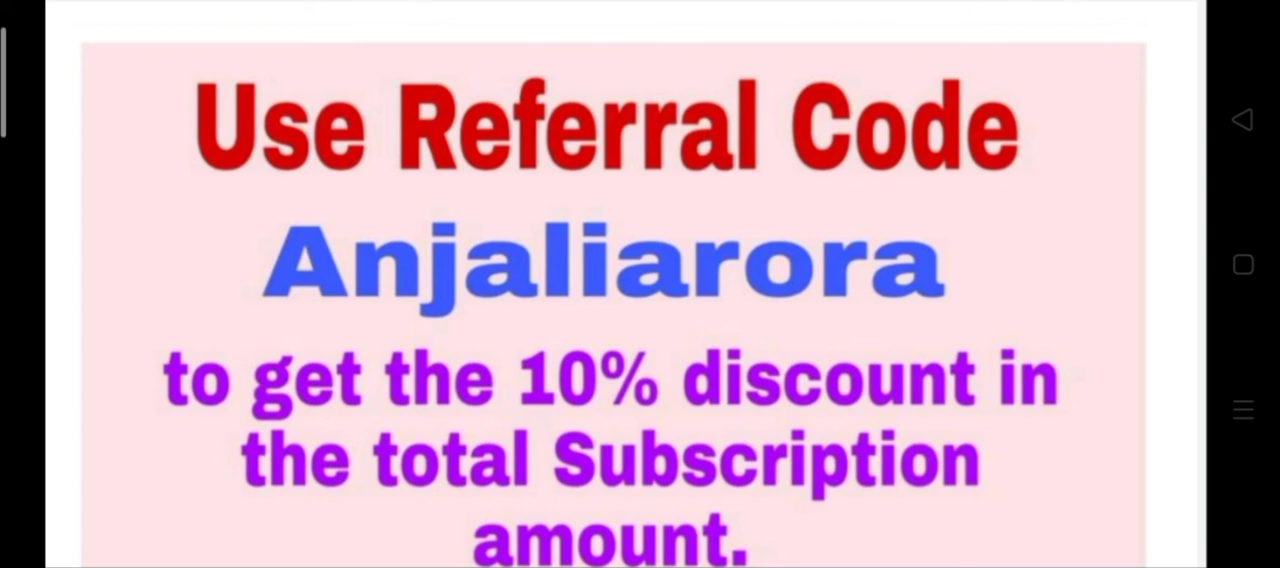 Use Referral Code
Anjaliarora
to get the 10% discount in
the total Subscription
amount.